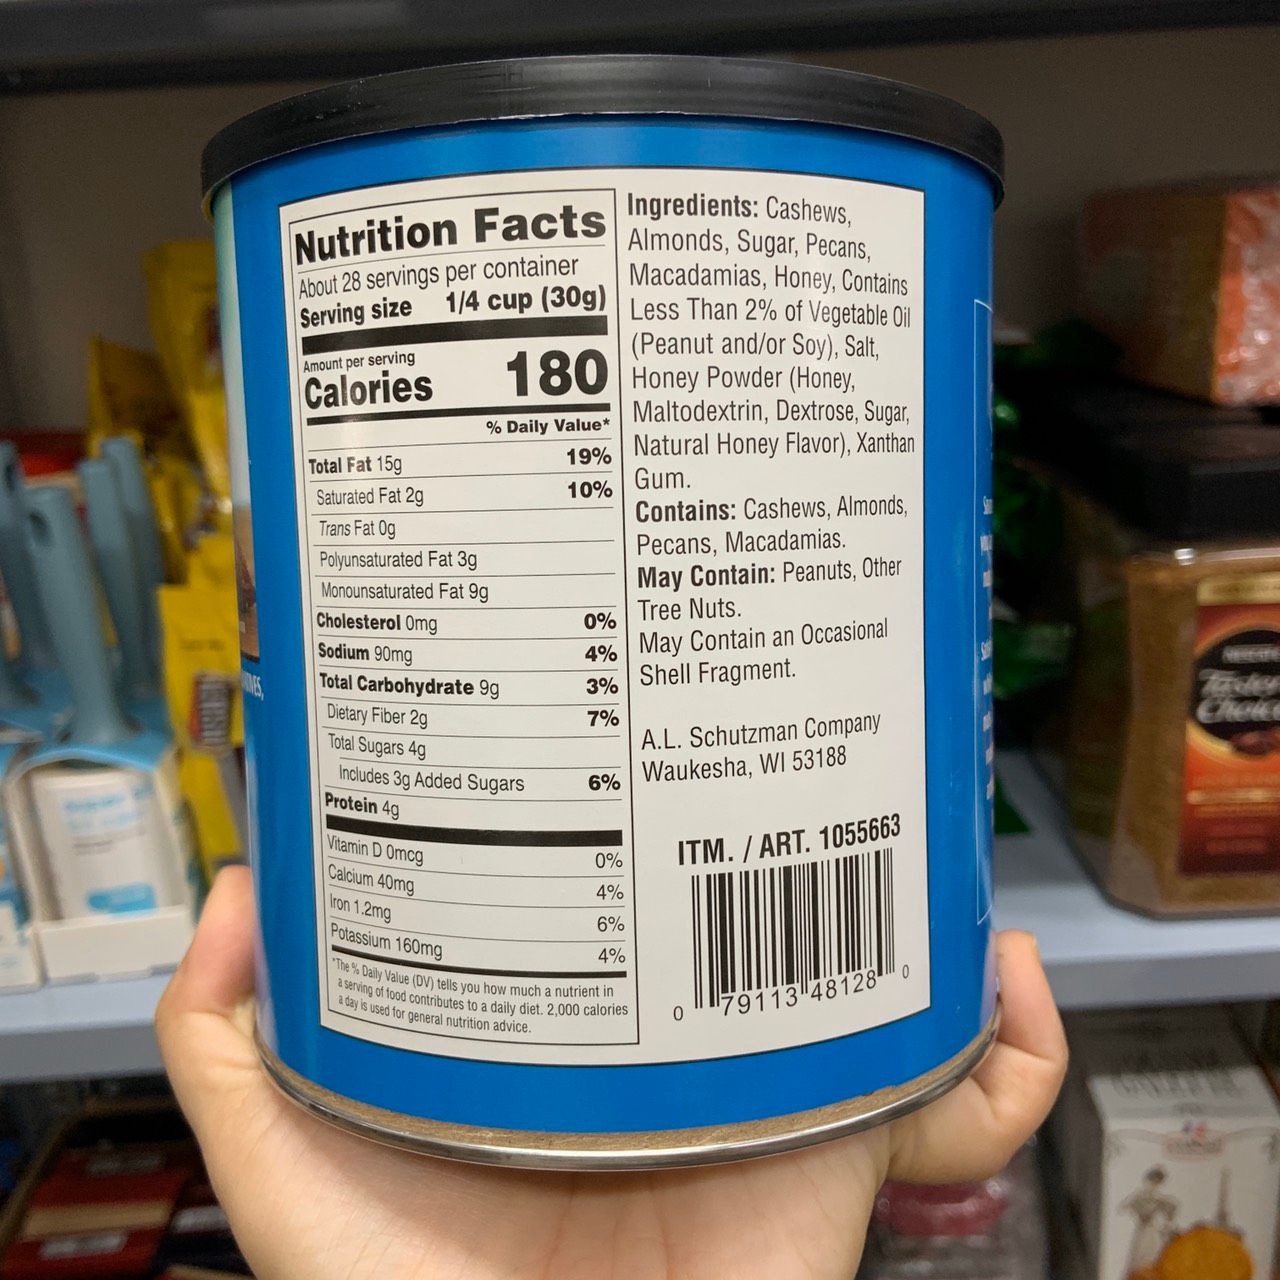 Nutrition Facts
About 28 servings per container
Serving size 1/4 cup (30g)
Amount per serving
Calories 180
% Daily Value*
Total Fat 15g 19%
Saturated Fat 2g 10%
Trans Fat 0g
Polyunsaturated Fat 3g
Monounsaturated Fat 9g
Cholesterol 0mg 0%
Sodium 90mg 4%
Total Carbohydrate 9g 3%
Dietary Fiber 2g 7%
Total Sugars 4g
Includes 3g Added Sugars 6%
Protein 4g
Vitamin D 0mcg 0%
Calcium 40mg 4%
Iron 1.2mg 6%
Potassium 160mg 4%
*The % Daily Value (DV) tells you how much a nutrient in
a serving of food contributes to a daily diet. 2,000 calories
a day is used for general nutrition advice.
Ingredients: Cashews,
Almonds, Sugar, Pecans,
Macadamias, Honey, Contains
Less Than 2% of Vegetable Oil
(Peanut and/or Soy), Salt,
Honey Powder (Honey,
Maltodextrin, Dextrose, Sugar,
Natural Honey Flavor), Xanthan
Gum.
Contains: Cashews, Almonds,
Pecans, Macadamias.
May Contain: Peanuts, Other
Tree Nuts.
May Contain an Occasional
Shell Fragment.
A.L. Schutzman Company
Waukesha, WI 53188
ITM. / ART. 1055663
0 79113 48128 0